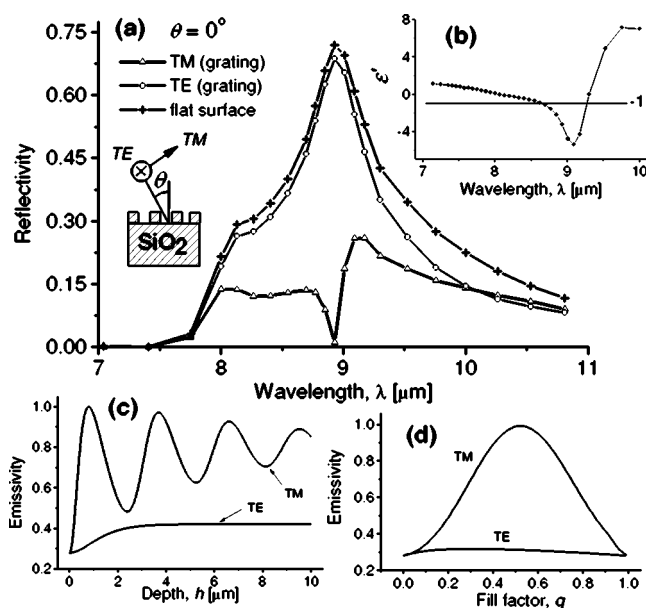 (a)
θ = 0°
TM (grating)
TE (grating)
flat surface
TE
TM
θ
SiO2
Reflectivity
0.75
0.60
0.45
0.30
0.15
0.00
7 8 9 10 11
Wavelength, λ [μm]
(b)
ε'
8
4
0
-4
-1
7 8 9 10
Wavelength, λ [μm]
(c)
Emissivity
1.0
0.8
0.6
0.4
0.2
TM
TE
0 2 4 6 8 10
Depth, h [μm]
(d)
Emissivity
1.0
0.8
0.6
0.4
0.2
TM
TE
0.0 0.2 0.4 0.6 0.8 1.0
Fill factor, q